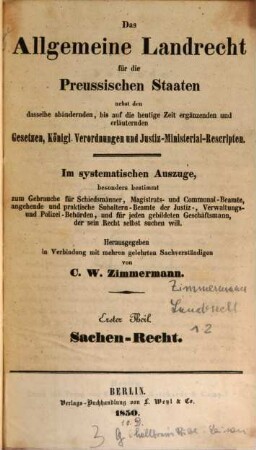 Das
Allgemeine Landrecht
für die
Preussischen Staaten
nebst den
dasselbe abändernden, bis auf die heutige Zeit ergänzenden und
erläuternden
Gesetzen, Königl. Verordnungen und Justiz-Ministerial-Rescripten.
Im systematischen Auszuge,
besonders bestimmt
zum Gebrauche für Schiedsmänner, Magistrats- und Communal-Beamte,
angehende und praktische Subaltern-Beamte der Justiz-, Verwaltungs-
und Polizei-Behörden, und für jeden gebildeten Geschäftsmann,
der sein Recht selbst suchen will.
Herausgegeben
in Verbindung mit mehren gelehrten Sachverständigen
von
C. W. Zimmermann.
Zimmermann
Landrecht
12
Erster Theil
Sachen-Recht.
BERLIN.
Verlags-Buchhandlung von L. Weyl & Co.
1850.